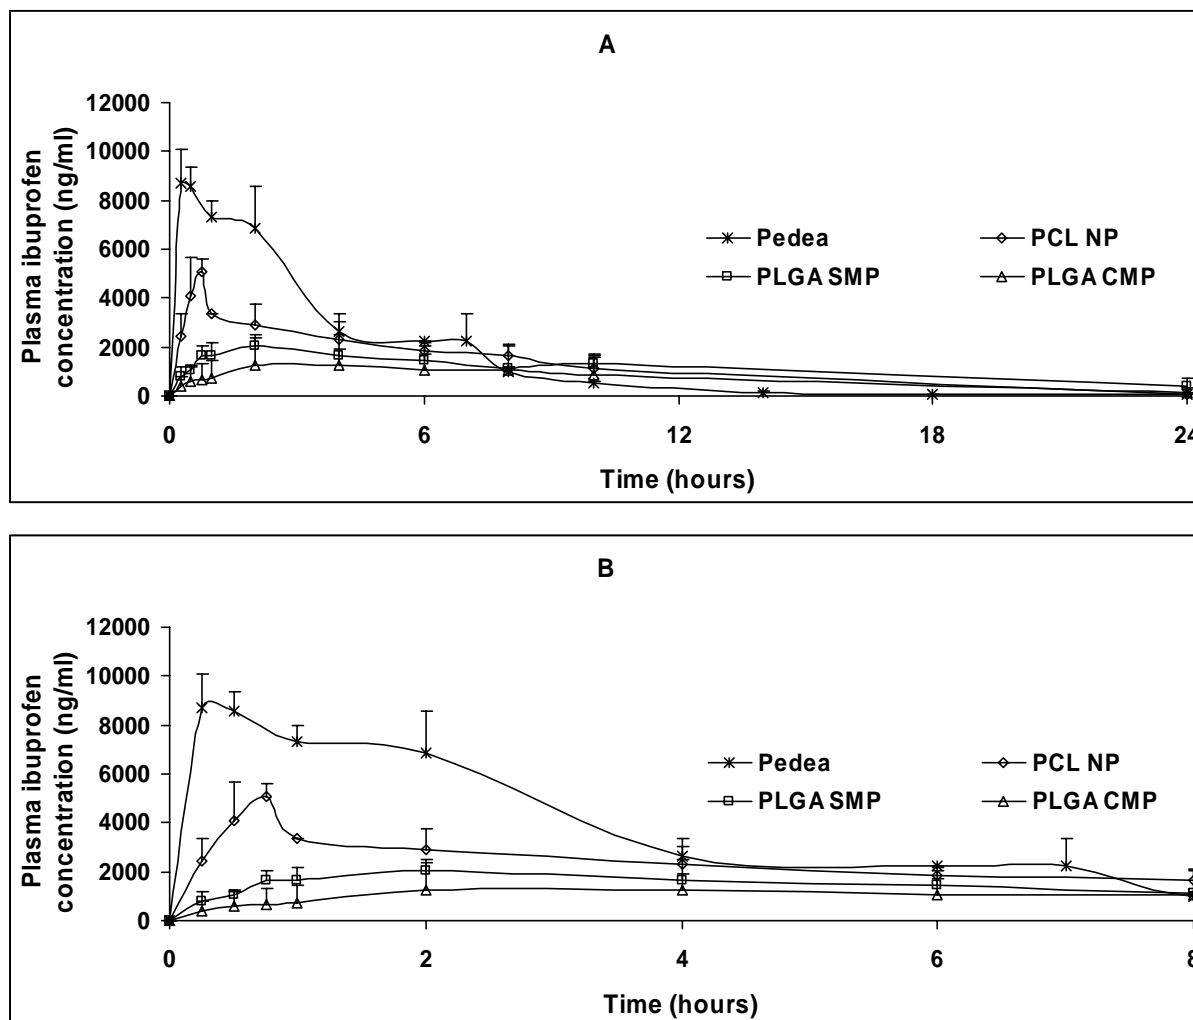 A
Plasma ibuprofen
concentration (ng/ml)
12000
10000
8000
6000
4000
2000
0
Pedea
PCL NP
PLGA SMP
PLGA CMP
0 6 12 18 24
Time (hours)
B
Plasma ibuprofen
concentration (ng/ml)
12000
10000
8000
6000
4000
2000
0
Pedea
PCL NP
PLGA SMP
PLGA CMP
0 2 4 6 8
Time (hours)